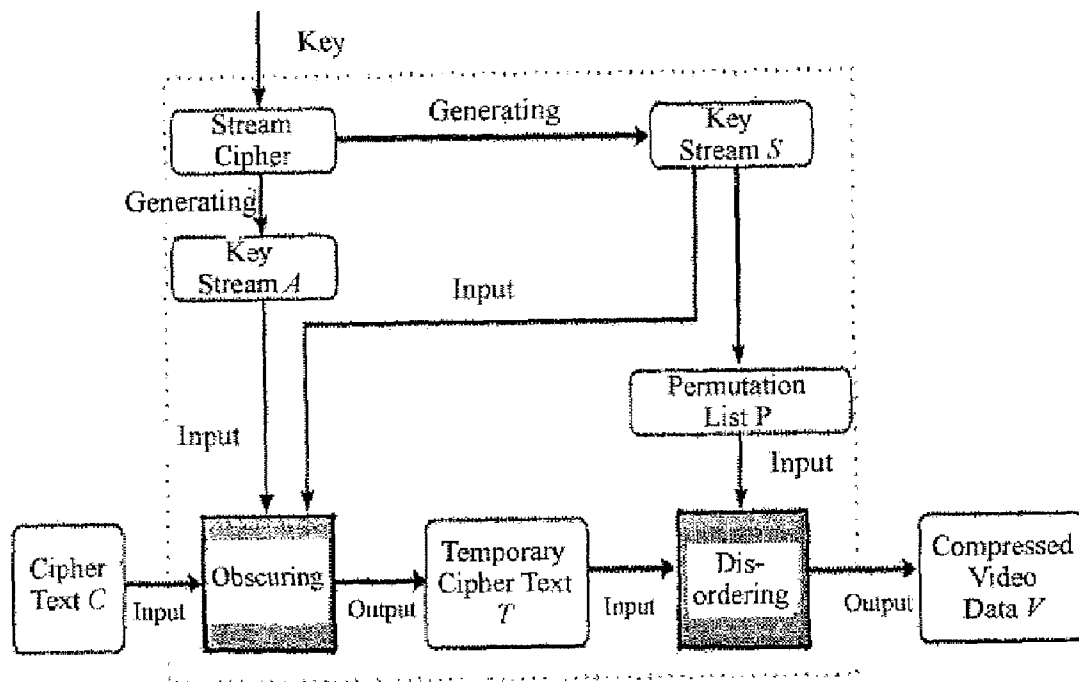 Key
Stream
Cipher
Generating
Key
Stream S
Generating
Key
Stream A
Input
Permutation
List P
Input
Input
Cipher
Text C
Input
Obscuring
Output
Temporary
Cipher Text
T
Input
Dis-
ordering
Output
Compressed
Video
Data V